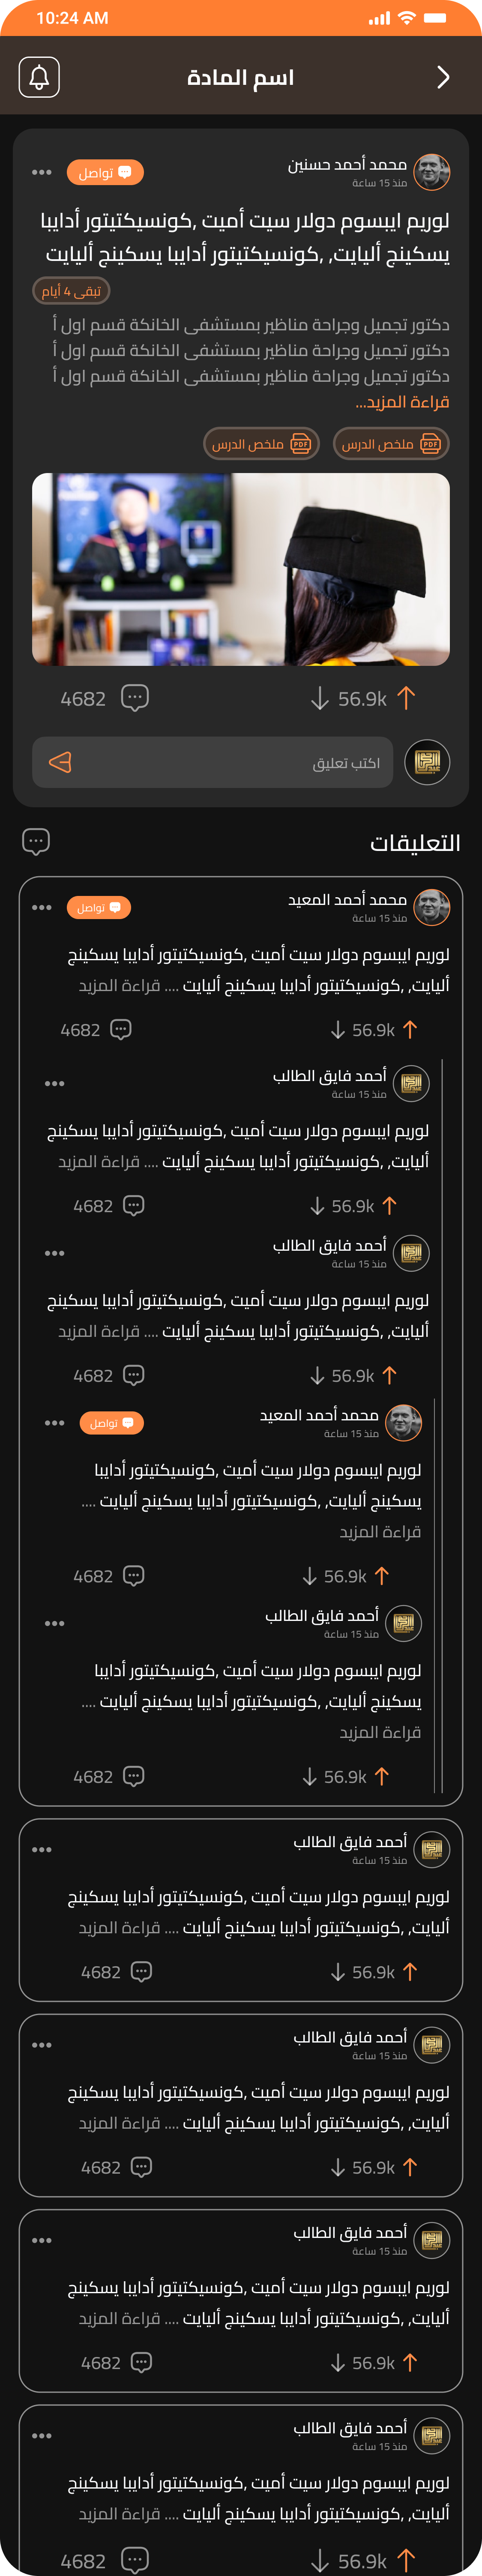 10:24 AM
اسم المادة
محمد أحمد حسنين
تواصل
منذ 15 ساعة
لوريم ايبسوم دولار سيت أميت ,كونسيكتيتور أدايبا
يسكينج أليايت, ,كونسيكتيتور أدايبا يسكينج أليايت
تبقى 4 أيام
دكتور تجميل وجراحة مناظير بمستشفى الخانكة قسم اول أ
دكتور تجميل وجراحة مناظير بمستشفى الخانكة قسم اول أ
دكتور تجميل وجراحة مناظير بمستشفى الخانكة قسم اول أ
قراءة المزيد...
PDF ملخص الدرس PDF ملخص الدرس
56.9k 4682
اكتب تعليق
التعليقات
محمد أحمد المعيد
تواصل
منذ 15 ساعة
لوريم ايبسوم دولار سيت أميت ,كونسيكتيتور أدايبا يسكينج
أليايت, ,كونسيكتيتور أدايبا يسكينج أليايت .... قراءة المزيد
56.9k 4682
أحمد فايق الطالب
منذ 15 ساعة
لوريم ايبسوم دولار سيت أميت ,كونسيكتيتور أدايبا يسكينج
أليايت, ,كونسيكتيتور أدايبا يسكينج أليايت .... قراءة المزيد
56.9k 4682
أحمد فايق الطالب
منذ 15 ساعة
لوريم ايبسوم دولار سيت أميت ,كونسيكتيتور أدايبا يسكينج
أليايت, ,كونسيكتيتور أدايبا يسكينج أليايت .... قراءة المزيد
56.9k 4682
محمد أحمد المعيد
تواصل
منذ 15 ساعة
لوريم ايبسوم دولار سيت أميت ,كونسيكتيتور أدايبا
يسكينج أليايت, ,كونسيكتيتور أدايبا يسكينج أليايت ....
قراءة المزيد
56.9k 4682
أحمد فايق الطالب
منذ 15 ساعة
لوريم ايبسوم دولار سيت أميت ,كونسيكتيتور أدايبا
يسكينج أليايت, ,كونسيكتيتور أدايبا يسكينج أليايت ....
قراءة المزيد
56.9k 4682
أحمد فايق الطالب
منذ 15 ساعة
لوريم ايبسوم دولار سيت أميت ,كونسيكتيتور أدايبا يسكينج
أليايت, ,كونسيكتيتور أدايبا يسكينج أليايت .... قراءة المزيد
56.9k 4682
أحمد فايق الطالب
منذ 15 ساعة
لوريم ايبسوم دولار سيت أميت ,كونسيكتيتور أدايبا يسكينج
أليايت, ,كونسيكتيتور أدايبا يسكينج أليايت .... قراءة المزيد
56.9k 4682
أحمد فايق الطالب
منذ 15 ساعة
لوريم ايبسوم دولار سيت أميت ,كونسيكتيتور أدايبا يسكينج
أليايت, ,كونسيكتيتور أدايبا يسكينج أليايت .... قراءة المزيد
56.9k 4682
أحمد فايق الطالب
منذ 15 ساعة
لوريم ايبسوم دولار سيت أميت ,كونسيكتيتور أدايبا يسكينج
أليايت, ,كونسيكتيتور أدايبا يسكينج أليايت .... قراءة المزيد
56.9k 4682